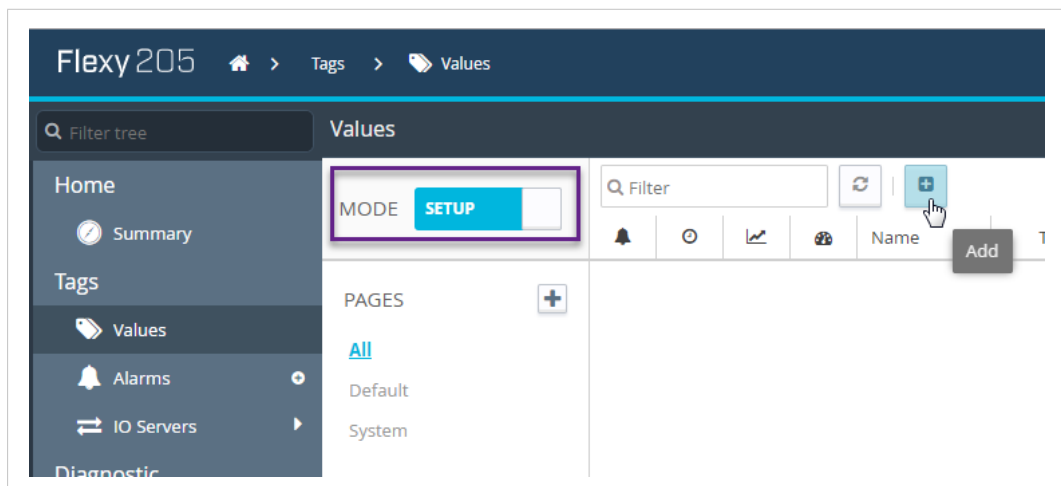 Flexy 205 > Tags > Values
Filter tree
Values
Home
Summary
Tags
Values
Alarms
IO Servers
Diagnostic
MODE SETUP
PAGES
All
Default
System
Filter
Name T
Add